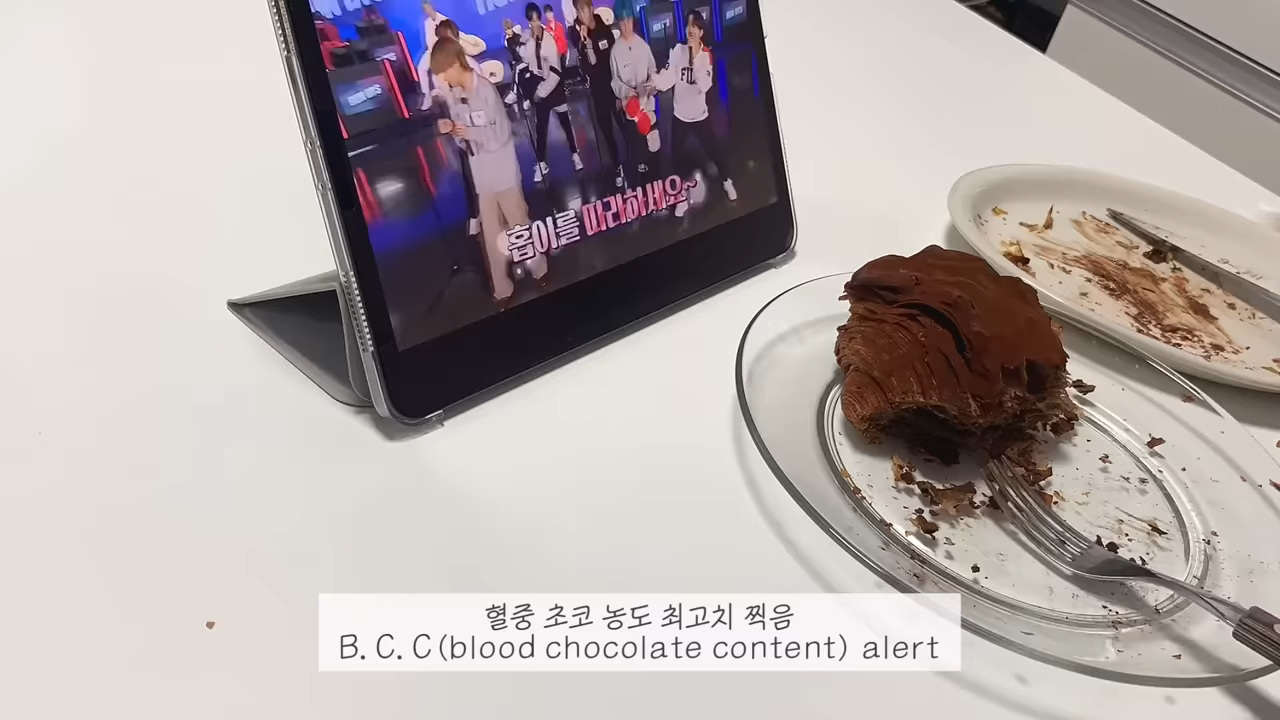 홉이를 따라하세요~
혈중 초코 농도 최고치 찍음
B.C.C(blood chocolate content) alert